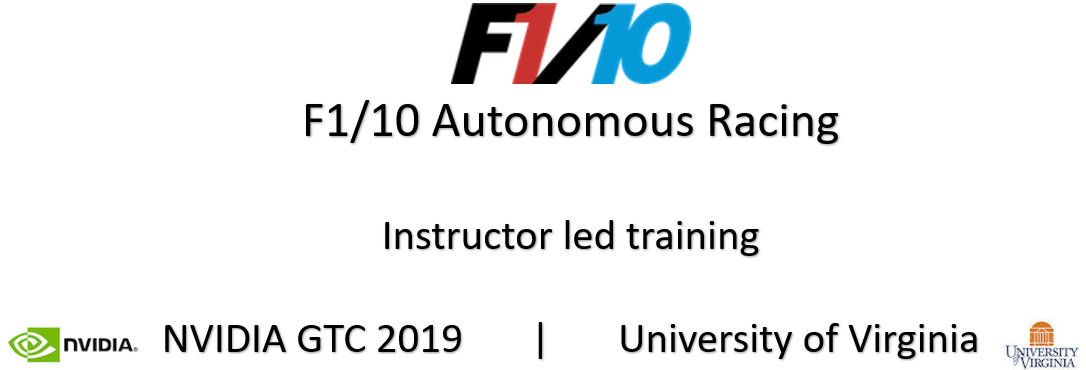 F1/10
F1/10 Autonomous Racing
Instructor led training
NVIDIA. NVIDIA GTC 2019 | University of Virginia UNIVERSITY
of VIRGINIA